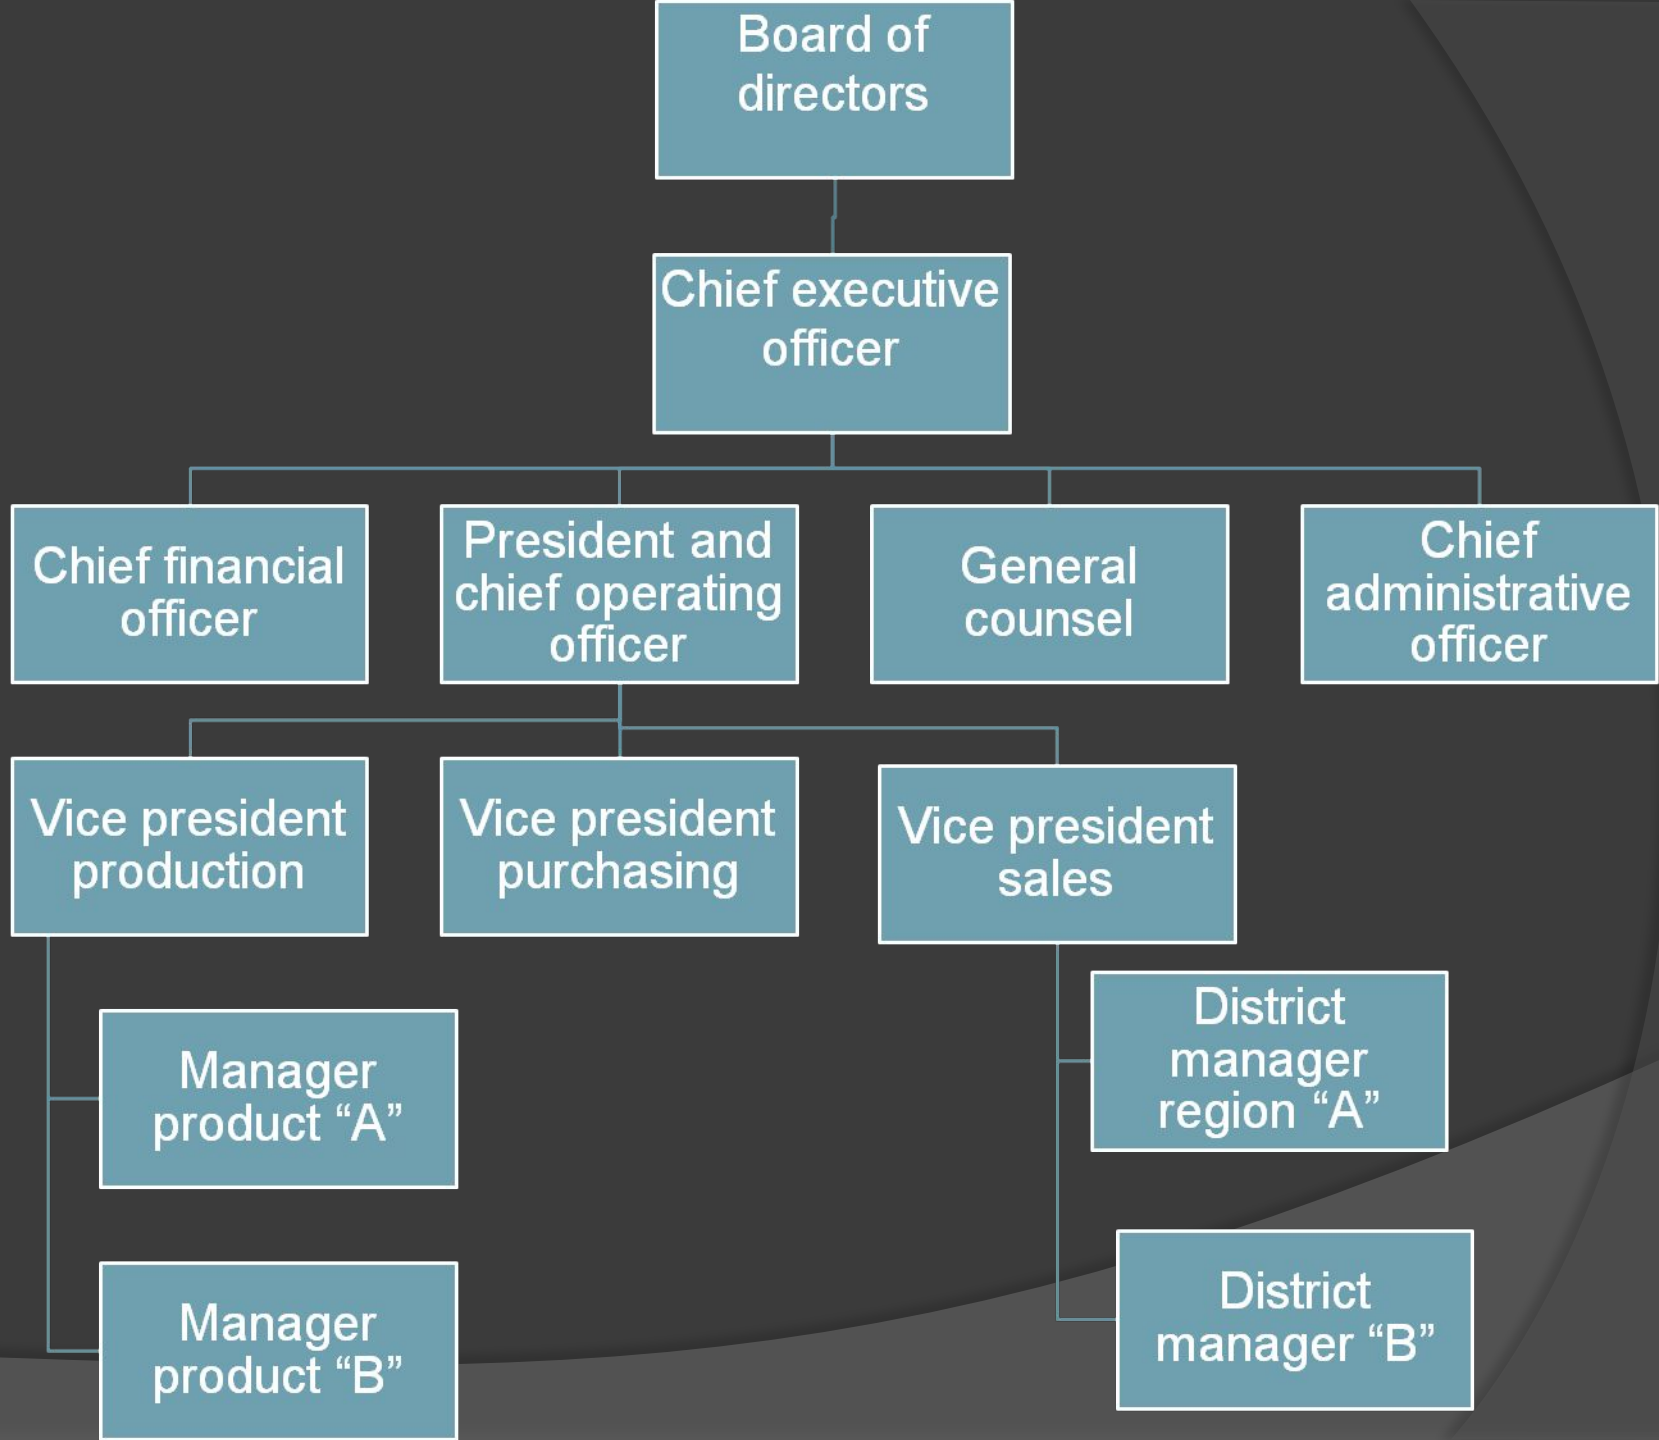 Board of
directors
Chief executive
officer
Chief financial
officer
President and
chief operating
officer
General
counsel
Chief
administrative
officer
Vice president
production
Vice president
purchasing
Vice president
sales
Manager
product “A”
Manager
product “B”
District
manager
region “A”
District
manager “B”